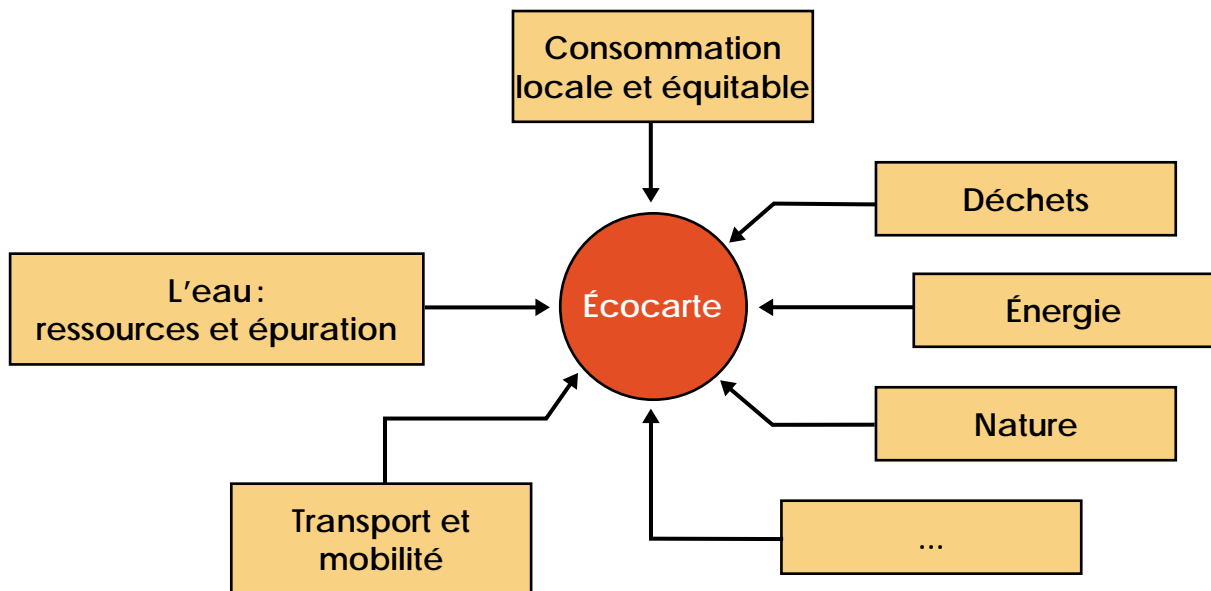 Consommation
locale et équitable
Déchets
L'eau :
ressources et épuration
Écocarte
Énergie
Nature
Transport et
mobilité
...